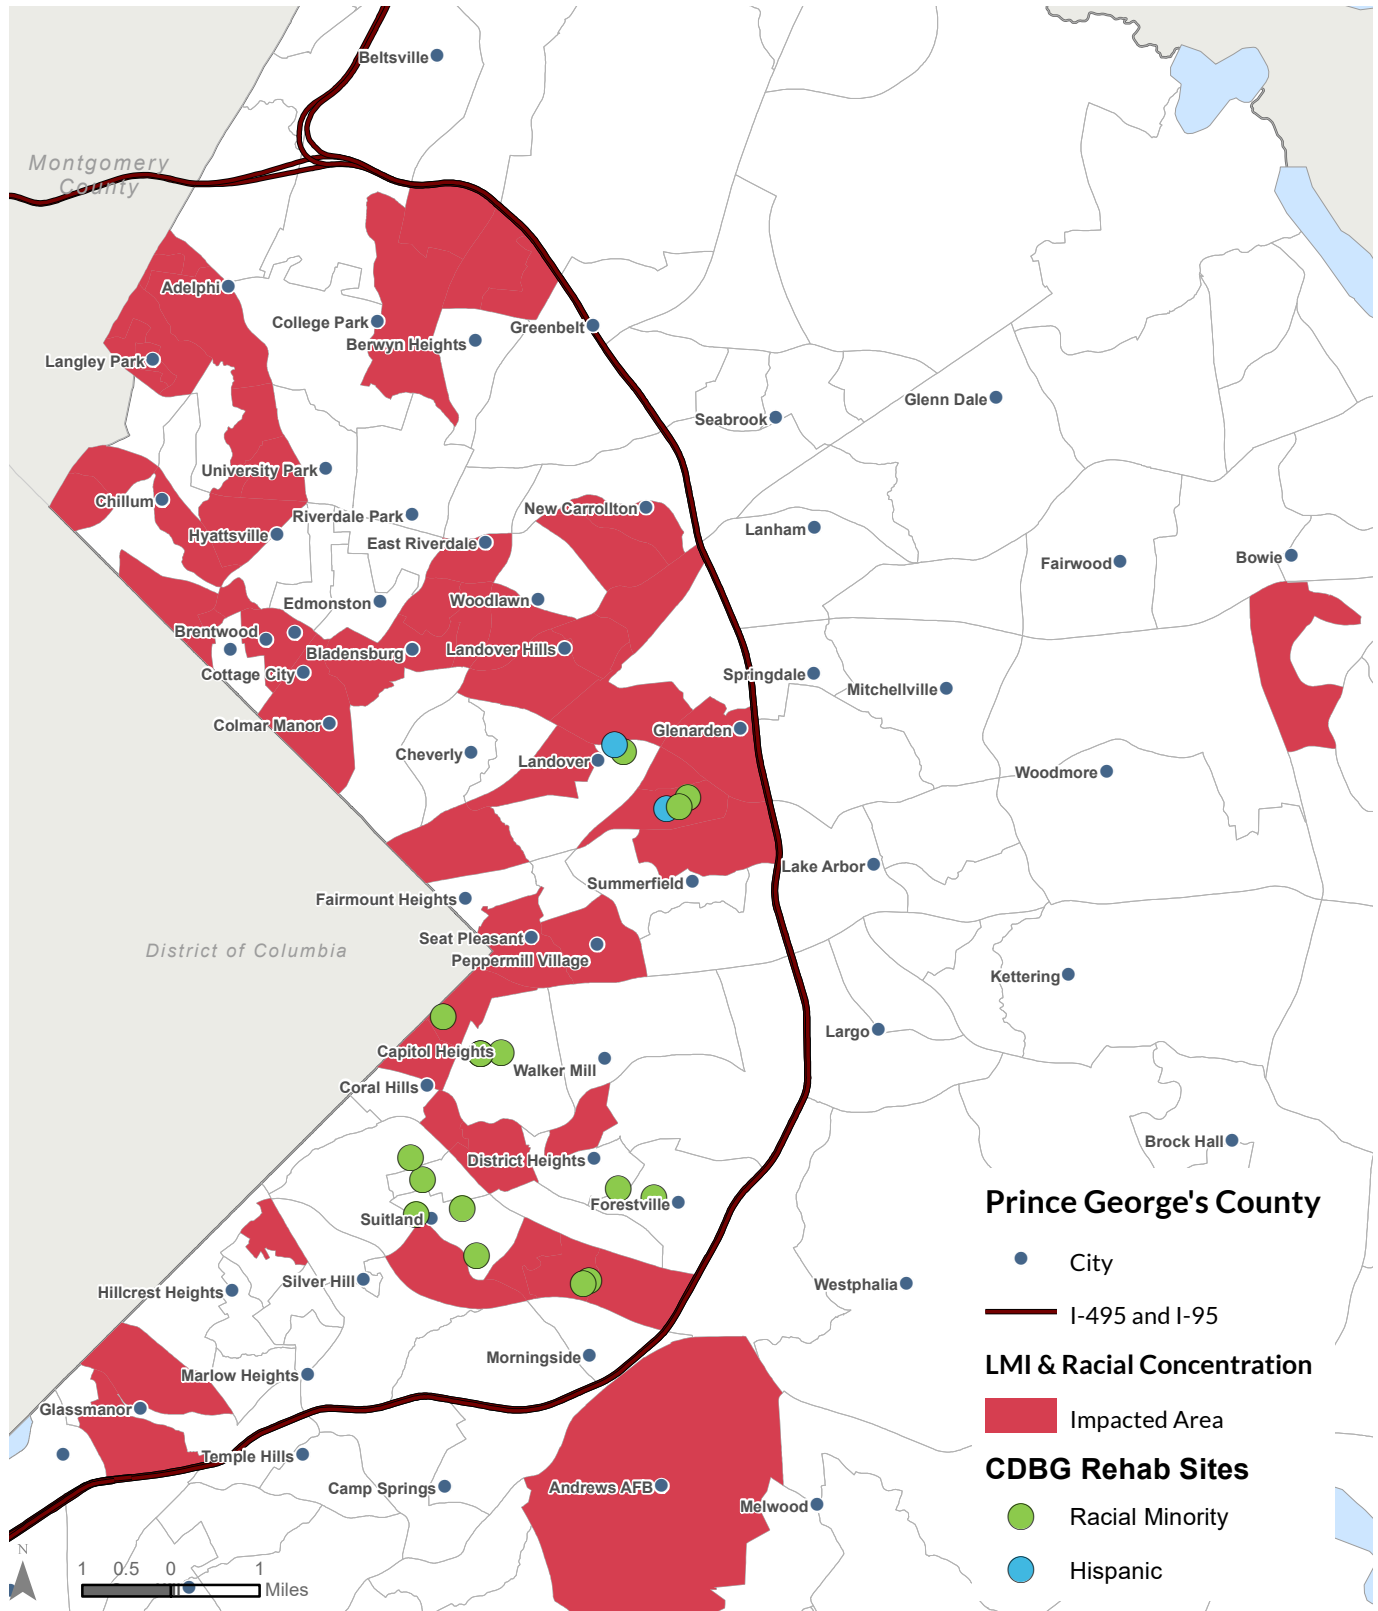 Beltsville
Montgomery
County
Adelphi
College Park
Greenbelt
Berwyn Heights
Langley Park
Glenn Dale
Seabrook
University Park
Chillum
New Carrollton
Riverdale Park
Lanham
Hyattsville
East Riverdale
Bowie
Fairwood
Woodlawn
Edmonston
Brentwood
Landover Hills
Bladensburg
Cottage City
Springdale
Mitchellville
Colmar Manor
Glenarden
Cheverly
Landover
Woodmore
Lake Arbor
Summerfield
Fairmount Heights
Seat Pleasant
District of Columbia
Peppermill Village
Kettering
Largo
Capitol Heights
Walker Mill
Coral Hills
Brock Hall
District Heights
Forestville
Suitland
Silver Hill
Westphalia
Hillcrest Heights
Morningside
Marlow Heights
Glassmanor
Temple Hills
Camp Springs
Andrews AFB
Melwood
Prince George's County
City
I-495 and I-95
LMI & Racial Concentration
Impacted Area
CDBG Rehab Sites
Racial Minority
Hispanic
N
1 0.5 0 1
Miles